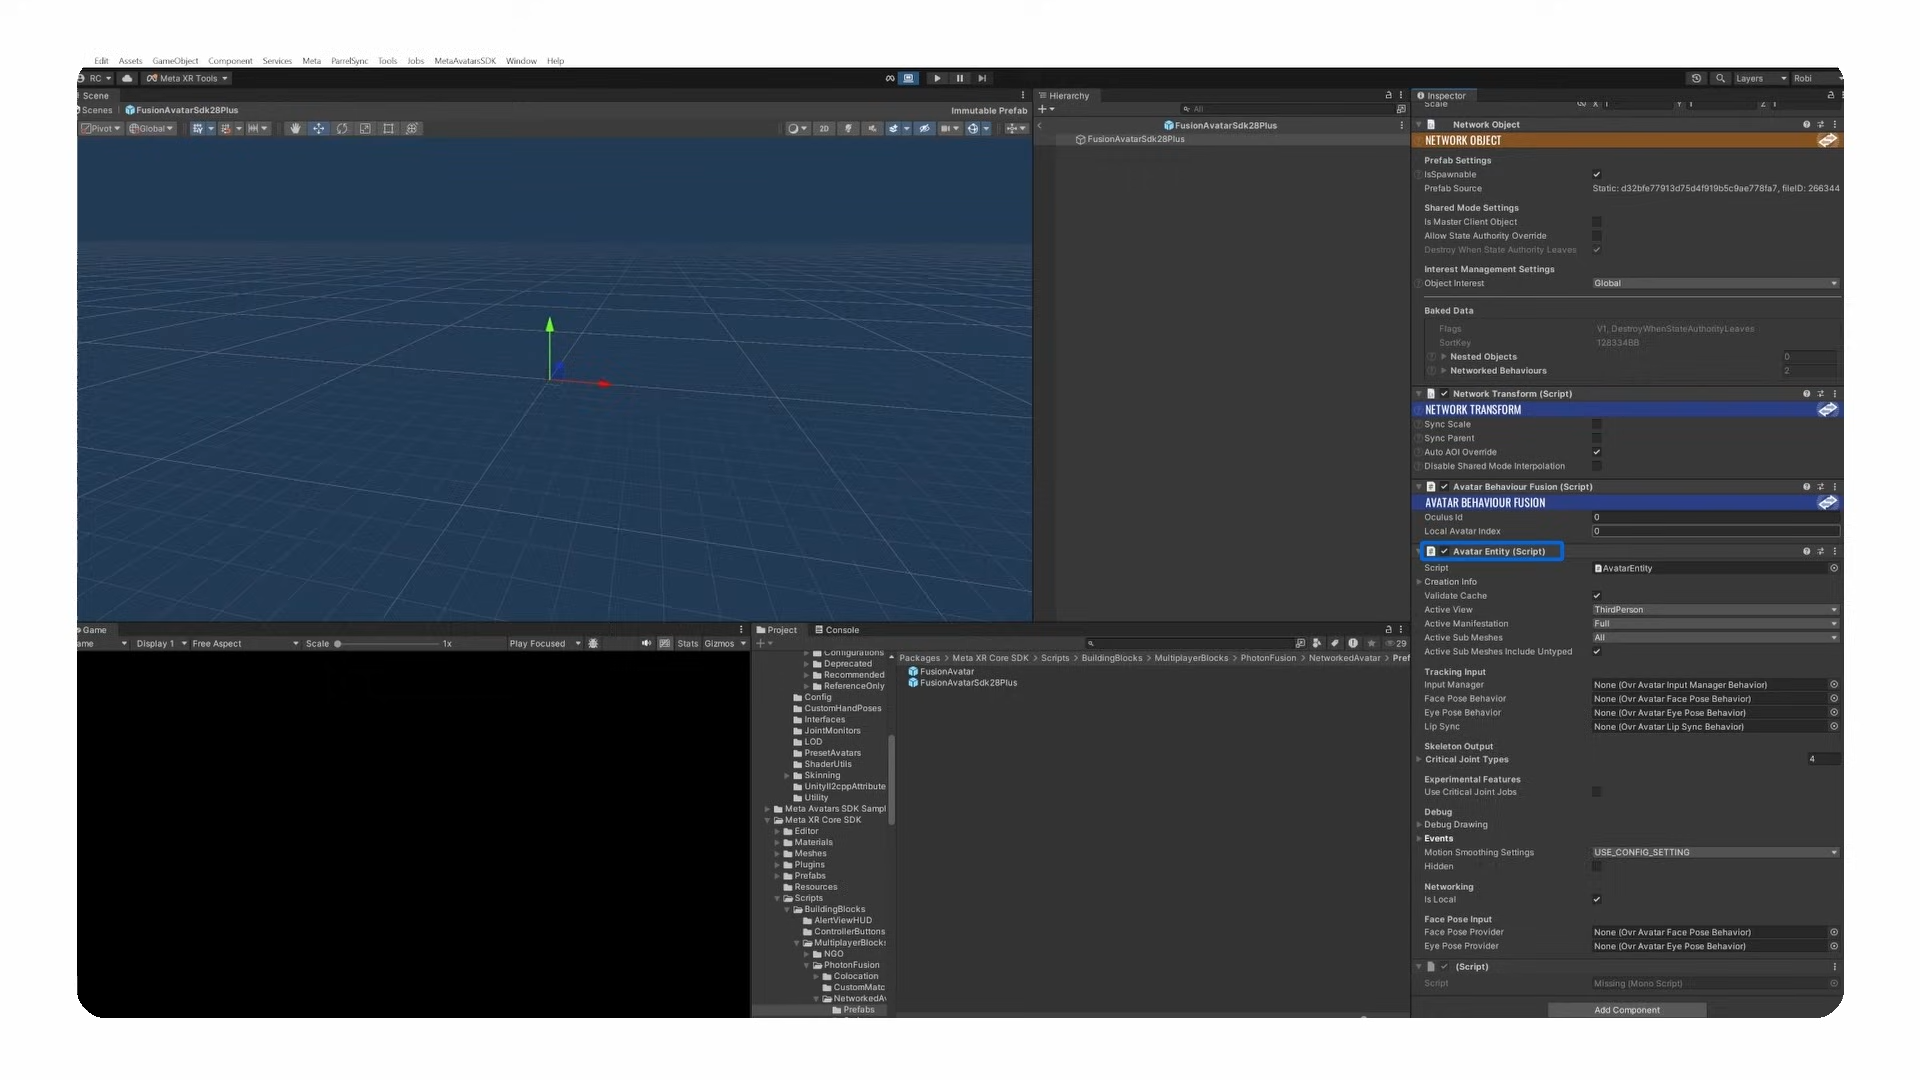 Edit Assets GameObject Component Services Meta ParrelSync Tools Jobs MetaAvatarsSDK Window Help
RC Meta XR Tools Layers Robi
Scene
Scenes FusionAvatarSdk28Plus Immutable Prefab
Pivot Global 2D
Hierarchy
All
FusionAvatarSdk28Plus
FusionAvatarSdk28Plus
Game
Display 1 Free Aspect Scale 1x Play Focused Stats Gizmos
Project Console
29
Configurations
Deprecated
Recommended
ReferenceOnly
Config
CustomHandPoses
Interfaces
JointMonitors
LOD
PresetAvatars
ShaderUtils
Skinning
UnityIl2cppAttribute
Utility
Meta Avatars SDK Sampl
Meta XR Core SDK
Editor
Materials
Meshes
Plugins
Prefabs
Resources
Scripts
BuildingBlocks
AlertViewHUD
ControllerButtons
MultiplayerBlocks
NGO
PhotonFusion
Colocation
CustomMatc
NetworkedAv
Prefabs
Packages > Meta XR Core SDK > Scripts > BuildingBlocks > MultiplayerBlocks > PhotonFusion > NetworkedAvatar > Pref
FusionAvatar
FusionAvatarSdk28Plus
Inspector
Scale X 1 Y 1 Z 1
Network Object
NETWORK OBJECT
Prefab Settings
IsSpawnable
Prefab Source Static: d32bfe77913d75d4f919b5c9ae778fa7, fileID: 266344
Shared Mode Settings
Is Master Client Object
Allow State Authority Override
Destroy When State Authority Leaves
Interest Management Settings
Object Interest Global
Baked Data
Flags V1, DestroyWhenStateAuthorityLeaves
SortKey 128334BB
Nested Objects 0
Networked Behaviours 2
Network Transform (Script)
NETWORK TRANSFORM
Sync Scale
Sync Parent
Auto AOI Override
Disable Shared Mode Interpolation
Avatar Behaviour Fusion (Script)
AVATAR BEHAVIOUR FUSION
Oculus Id 0
Local Avatar Index 0
Avatar Entity (Script)
Script AvatarEntity
Creation Info
Validate Cache
Active View ThirdPerson
Active Manifestation Full
Active Sub Meshes All
Active Sub Meshes Include Untyped
Tracking Input
Input Manager None (Ovr Avatar Input Manager Behavior)
Face Pose Behavior None (Ovr Avatar Face Pose Behavior)
Eye Pose Behavior None (Ovr Avatar Eye Pose Behavior)
Lip Sync None (Ovr Avatar Lip Sync Behavior)
Skeleton Output
Critical Joint Types 4
Experimental Features
Use Critical Joint Jobs
Debug
Debug Drawing
Events
Motion Smoothing Settings USE_CONFIG_SETTING
Hidden
Networking
Is Local
Face Pose Input
Face Pose Provider None (Ovr Avatar Face Pose Behavior)
Eye Pose Provider None (Ovr Avatar Eye Pose Behavior)
(Script)
Script Missing (Mono Script)
Add Component